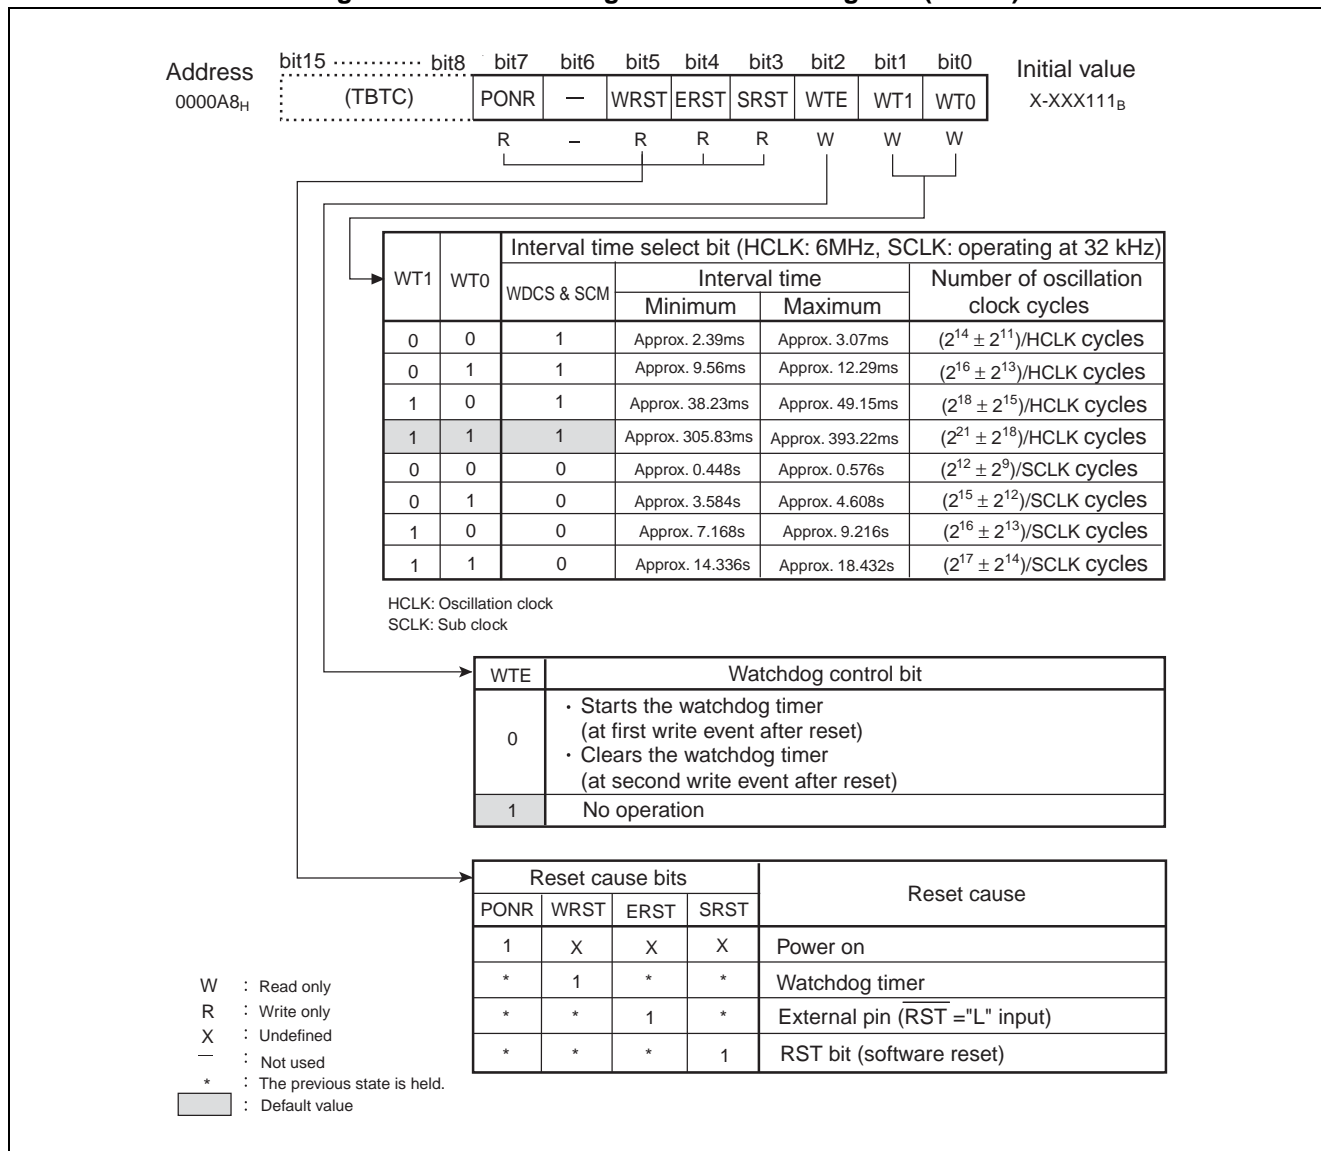 Address
bit15 ············ bit8 bit7 bit6 bit5 bit4 bit3 bit2 bit1 bit0
Initial value
0000A8H
(TBTC) PONR — WRST ERST SRST WTE WT1 WT0
X-XXX111B
R – R R R W W W
WT1 WT0 Interval time select bit (HCLK: 6MHz, SCLK: operating at 32 kHz)
WDCS & SCM Interval time Number of oscillation
Minimum Maximum clock cycles
0 0 1 Approx. 2.39ms Approx. 3.07ms (2^14 ± 2^11)/HCLK cycles
0 1 1 Approx. 9.56ms Approx. 12.29ms (2^16 ± 2^13)/HCLK cycles
1 0 1 Approx. 38.23ms Approx. 49.15ms (2^18 ± 2^15)/HCLK cycles
1 1 1 Approx. 305.83ms Approx. 393.22ms (2^21 ± 2^18)/HCLK cycles
0 0 0 Approx. 0.448s Approx. 0.576s (2^12 ± 2^9)/SCLK cycles
0 1 0 Approx. 3.584s Approx. 4.608s (2^15 ± 2^12)/SCLK cycles
1 0 0 Approx. 7.168s Approx. 9.216s (2^16 ± 2^13)/SCLK cycles
1 1 0 Approx. 14.336s Approx. 18.432s (2^17 ± 2^14)/SCLK cycles
HCLK: Oscillation clock
SCLK: Sub clock
WTE Watchdog control bit
0 · Starts the watchdog timer
(at first write event after reset)
· Clears the watchdog timer
(at second write event after reset)
1 No operation
Reset cause bits Reset cause
PONR WRST ERST SRST
1 X X X Power on
* 1 * * Watchdog timer
* * 1 * External pin (R̅S̅T̅ ="L" input)
* * * 1 RST bit (software reset)
W : Read only
R : Write only
X : Undefined
— : Not used
* : The previous state is held.
: Default value